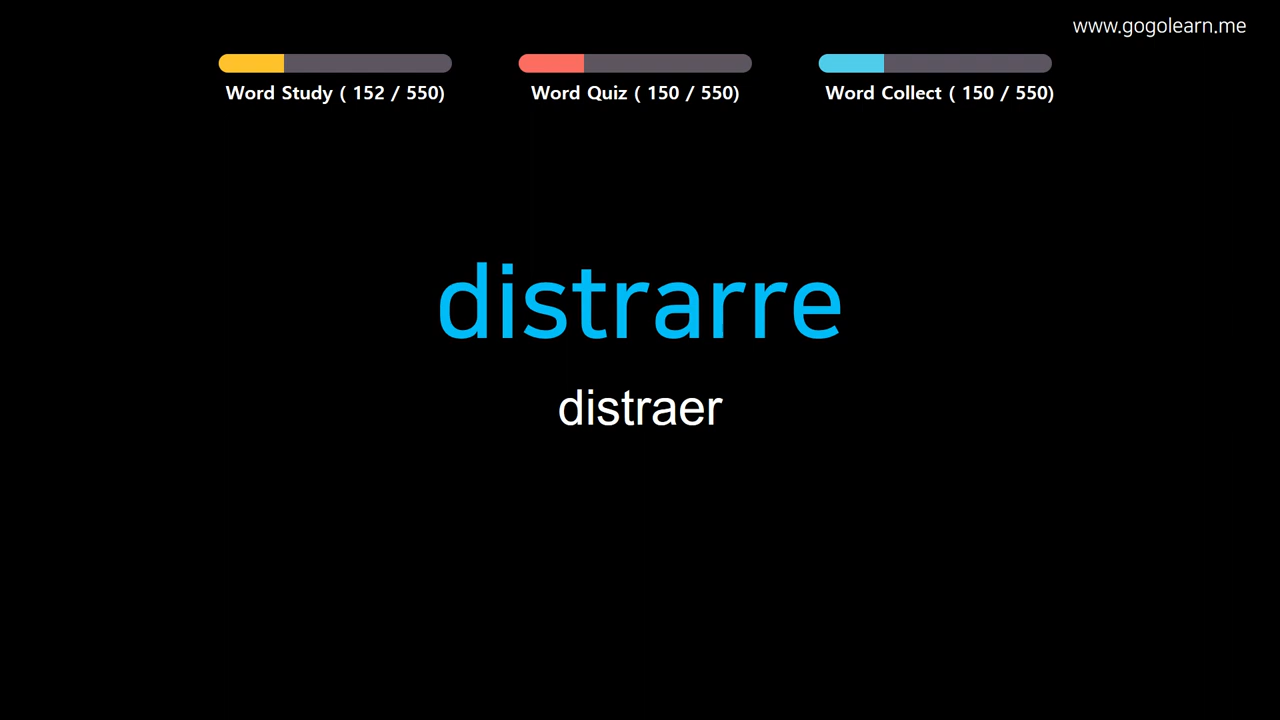 www.gogolearn.me
Word Study ( 152 / 550)
Word Quiz ( 150 / 550)
Word Collect ( 150 / 550)
distrarre
distraer